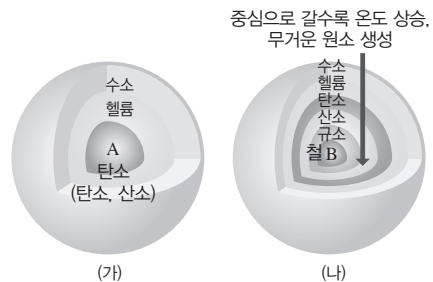 중심으로 갈수록 온도 상승,
무거운 원소 생성
수소
헬륨
A
탄소
(탄소, 산소)
(가)
수소
헬륨
탄소
산소
규소
철 B
(나)